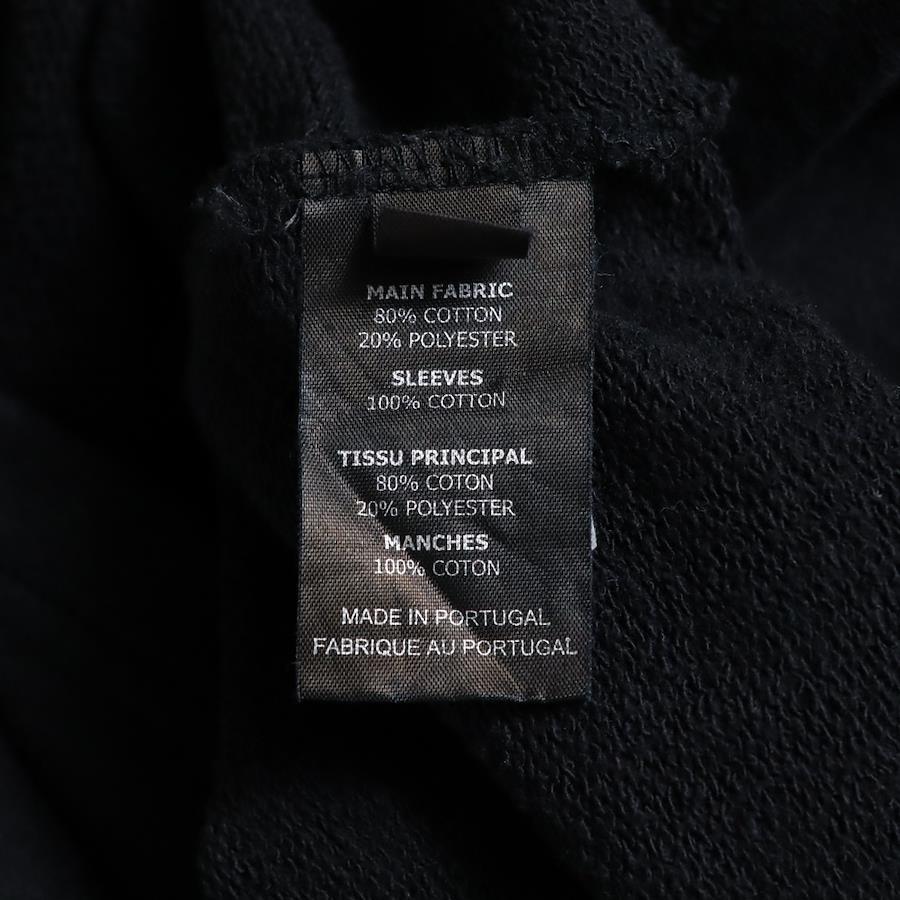 MAIN FABRIC
80% COTTON
20% POLYESTER
SLEEVES
100% COTTON
TISSU PRINCIPAL
80% COTON
20% POLYESTER
MANCHES
100% COTON
MADE IN PORTUGAL
FABRIQUE AU PORTUGAL